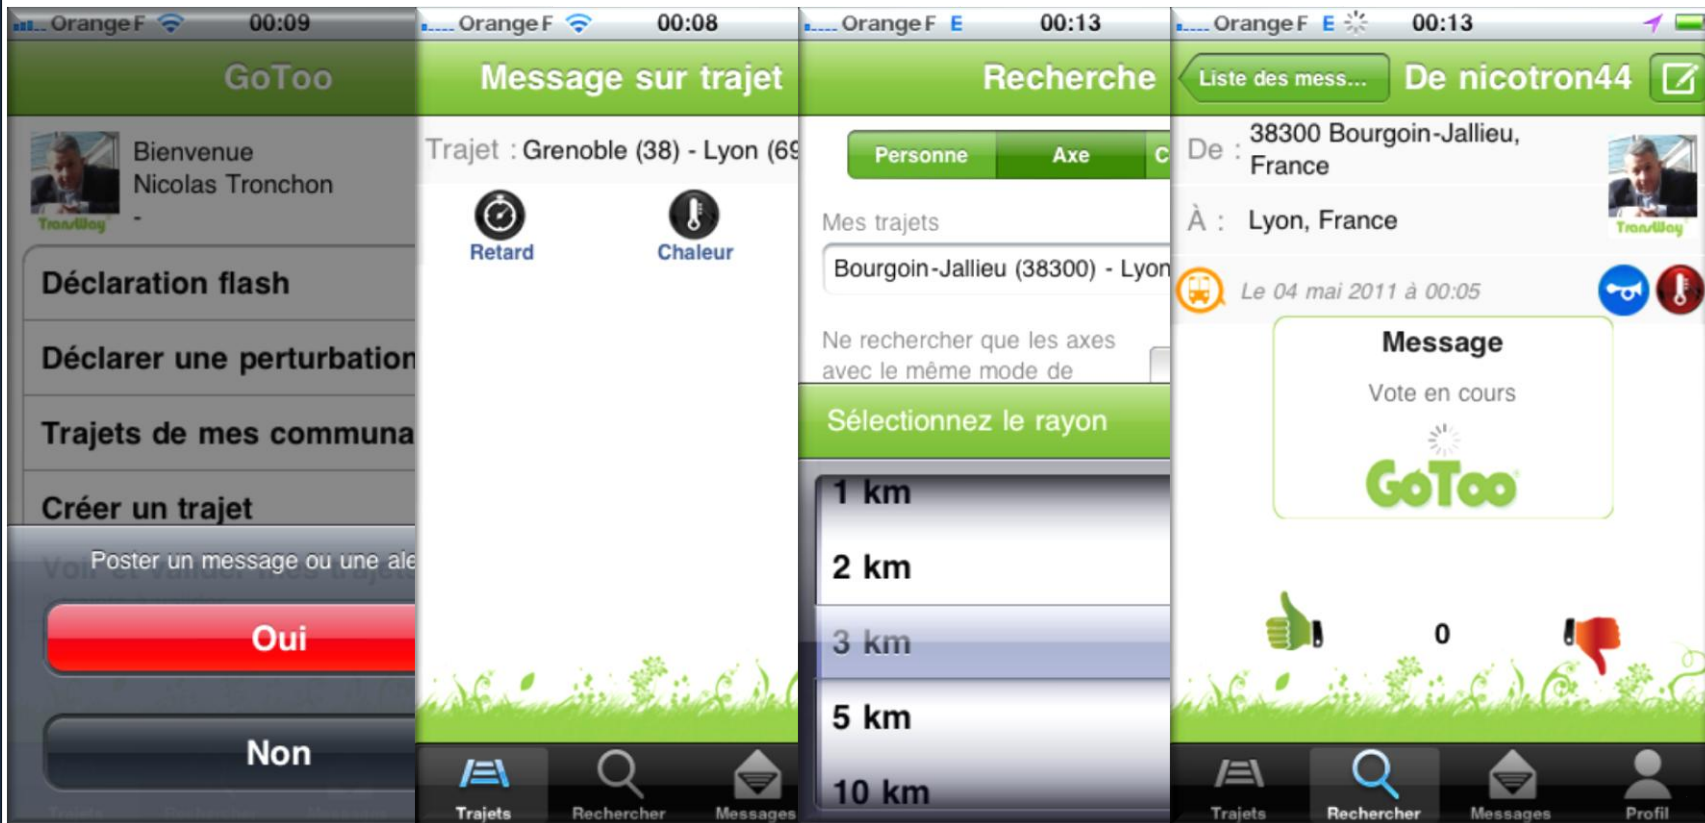 Orange F 00:09
GoToo
Bienvenue
Nicolas Tronchon
-
TransWay
Déclaration flash
Déclarer une perturbation
Trajets de mes communa
Créer un trajet
Poster un message ou une ale
Oui
Non
Orange F 00:08
Message sur trajet
Trajet : Grenoble (38) - Lyon (69
Retard Chaleur
Trajets Rechercher Messages
Orange F E 00:13
Recherche
Personne Axe C
Mes trajets
Bourgoin-Jallieu (38300) - Lyon
Ne rechercher que les axes
avec le même mode de
Sélectionnez le rayon
1 km
2 km
3 km
5 km
10 km
Orange F E 00:13
Liste des mess... De nicotron44
De : 38300 Bourgoin-Jallieu,
France
TransWay
À : Lyon, France
Le 04 mai 2011 à 00:05
Message
Vote en cours
GoToo
0
Trajets Rechercher Messages Profil